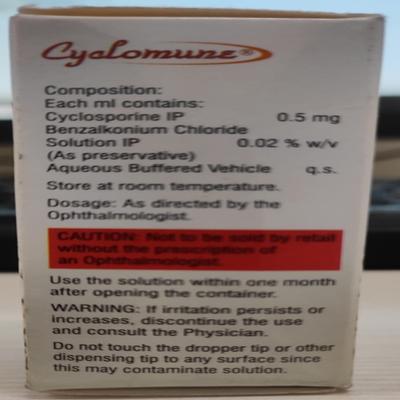 Cyclomune®
Composition:
Each ml contains:
Cyclosporine IP 0.5 mg
Benzalkonium Chloride
Solution IP 0.02 % w/v
(As preservative)
Aqueous Buffered Vehicle q.s.
Store at room temperature.
Dosage: As directed by the
Ophthalmologist.
CAUTION: Not to be sold by retail
without the prescription of
an Ophthalmologist.
Use the solution within one month
after opening the container.
WARNING: If irritation persists or
increases, discontinue the use
and consult the Physician.
Do not touch the dropper tip or other
dispensing tip to any surface since
this may contaminate solution.